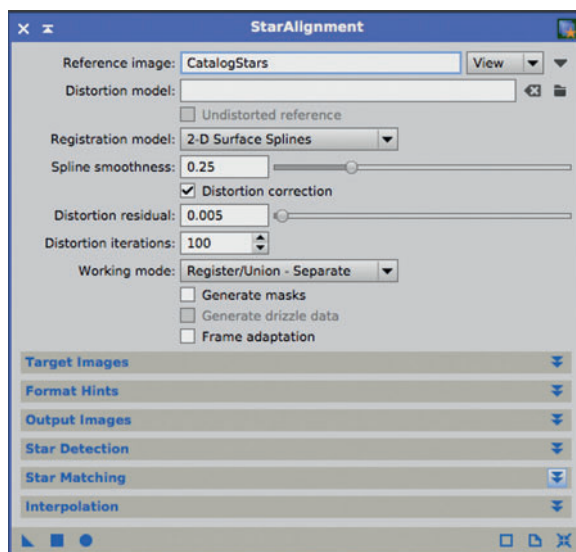 StarAlignment
Reference image: CatalogStars View
Distortion model:
Undistorted reference
Registration model: 2-D Surface Splines
Spline smoothness: 0.25
Distortion correction
Distortion residual: 0.005
Distortion iterations: 100
Working mode: Register/Union - Separate
Generate masks
Generate drizzle data
Frame adaptation
Target Images
Format Hints
Output Images
Star Detection
Star Matching
Interpolation